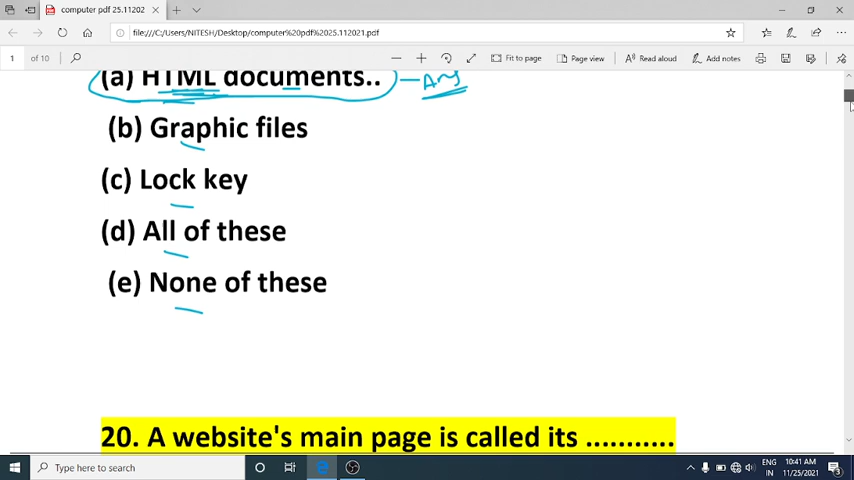 computer pdf 25.11202
file:///C:/Users/NITESH/Desktop/computer%20pdf%2025.112021.pdf
1 of 10 Fit to page Page view Read aloud Add notes
(a) HTML documents.. Ans
(b) Graphic files
(c) Lock key
(d) All of these
(e) None of these
20. A website's main page is called its ...........
Type here to search
ENG 10:41 AM
IN 11/25/2021 3